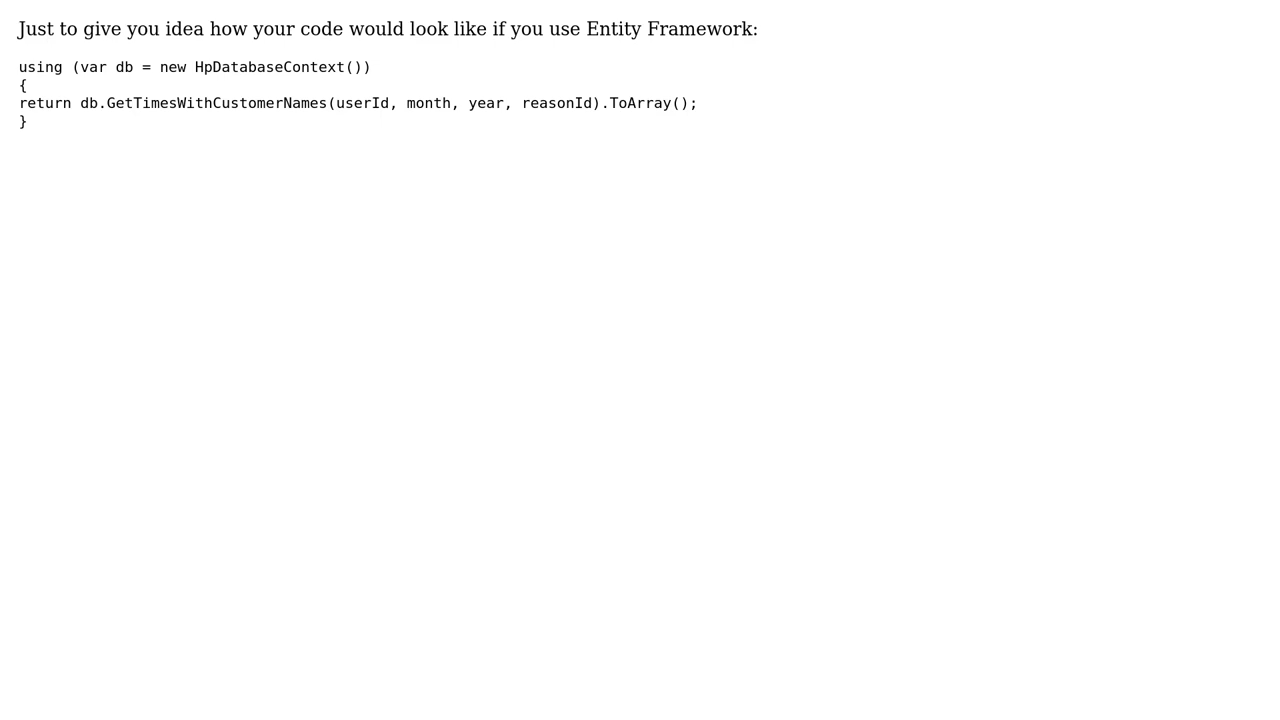 Just to give you idea how your code would look like if you use Entity Framework:
using (var db = new HpDatabaseContext())
{
return db.GetTimesWithCustomerNames(userId, month, year, reasonId).ToArray();
}